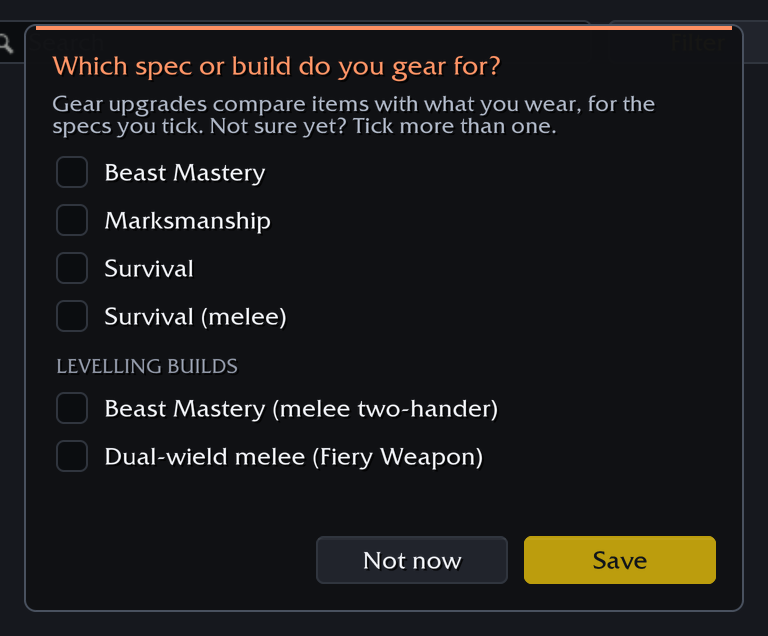 Search
Filter
Which spec or build do you gear for?
Gear upgrades compare items with what you wear, for the
specs you tick. Not sure yet? Tick more than one.
Beast Mastery
Marksmanship
Survival
Survival (melee)
LEVELLING BUILDS
Beast Mastery (melee two-hander)
Dual-wield melee (Fiery Weapon)
Not now
Save